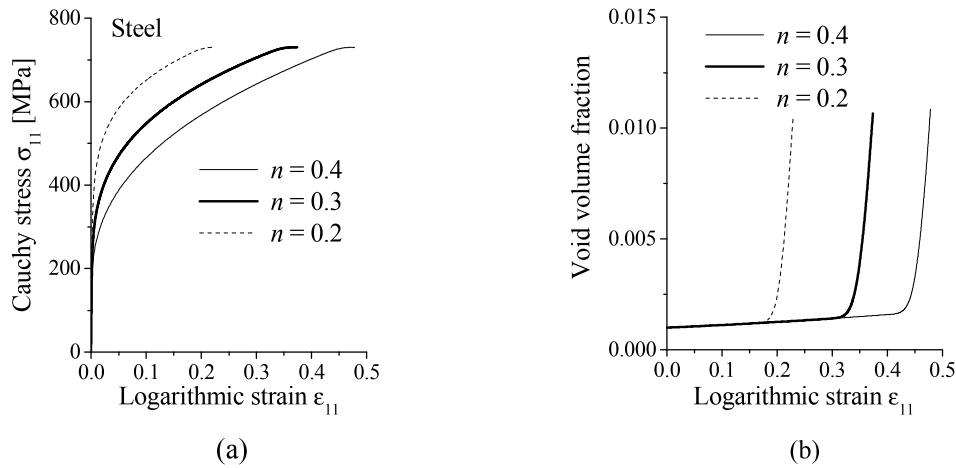 Steel
Cauchy stress σ11 [MPa]
800
600
400
200
0
n = 0.4
n = 0.3
n = 0.2
0.0 0.1 0.2 0.3 0.4 0.5
Logarithmic strain ε11
(a)
Void volume fraction
0.015
0.010
0.005
0.000
n = 0.4
n = 0.3
n = 0.2
0.0 0.1 0.2 0.3 0.4 0.5
Logarithmic strain ε11
(b)